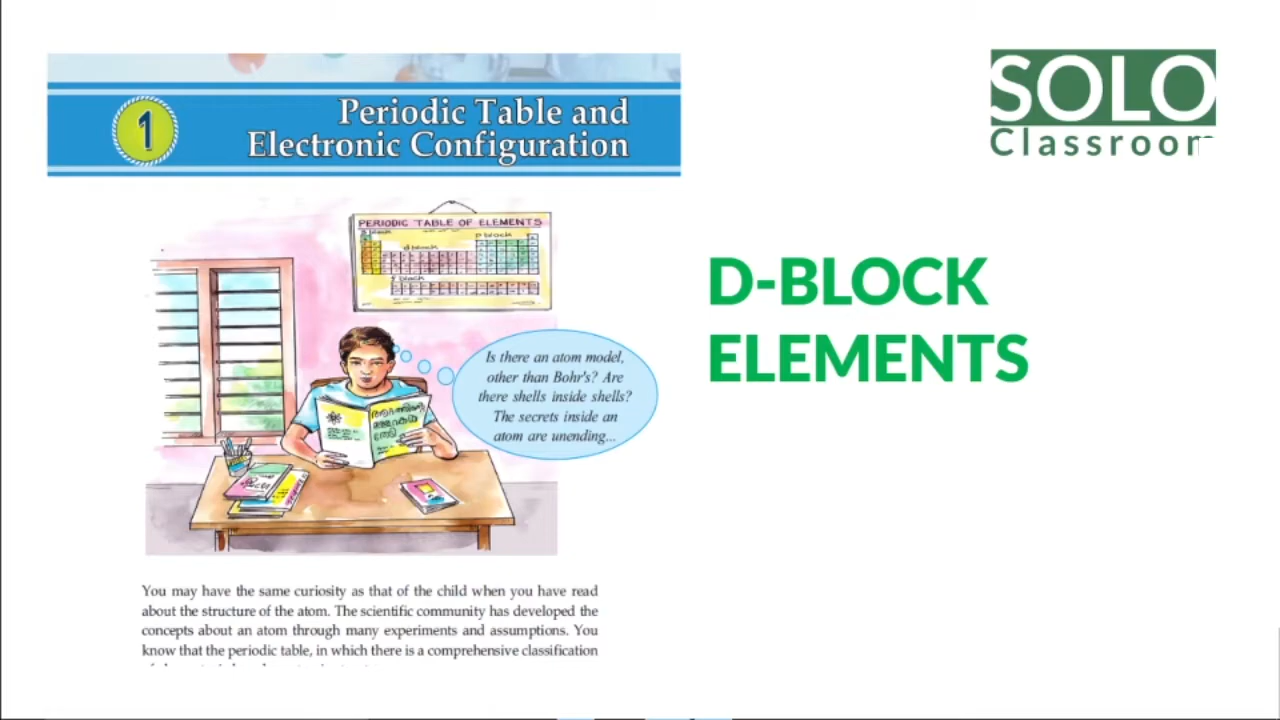 1
Periodic Table and
Electronic Configuration
SOLO
Classroom
PERIODIC TABLE OF ELEMENTS
block
p block
d block
f block
D-BLOCK
ELEMENTS
Is there an atom model,
other than Bohr's? Are
there shells inside shells?
The secrets inside an
atom are unending...
You may have the same curiosity as that of the child when you have read
about the structure of the atom. The scientific community has developed the
concepts about an atom through many experiments and assumptions. You
know that the periodic table, in which there is a comprehensive classification